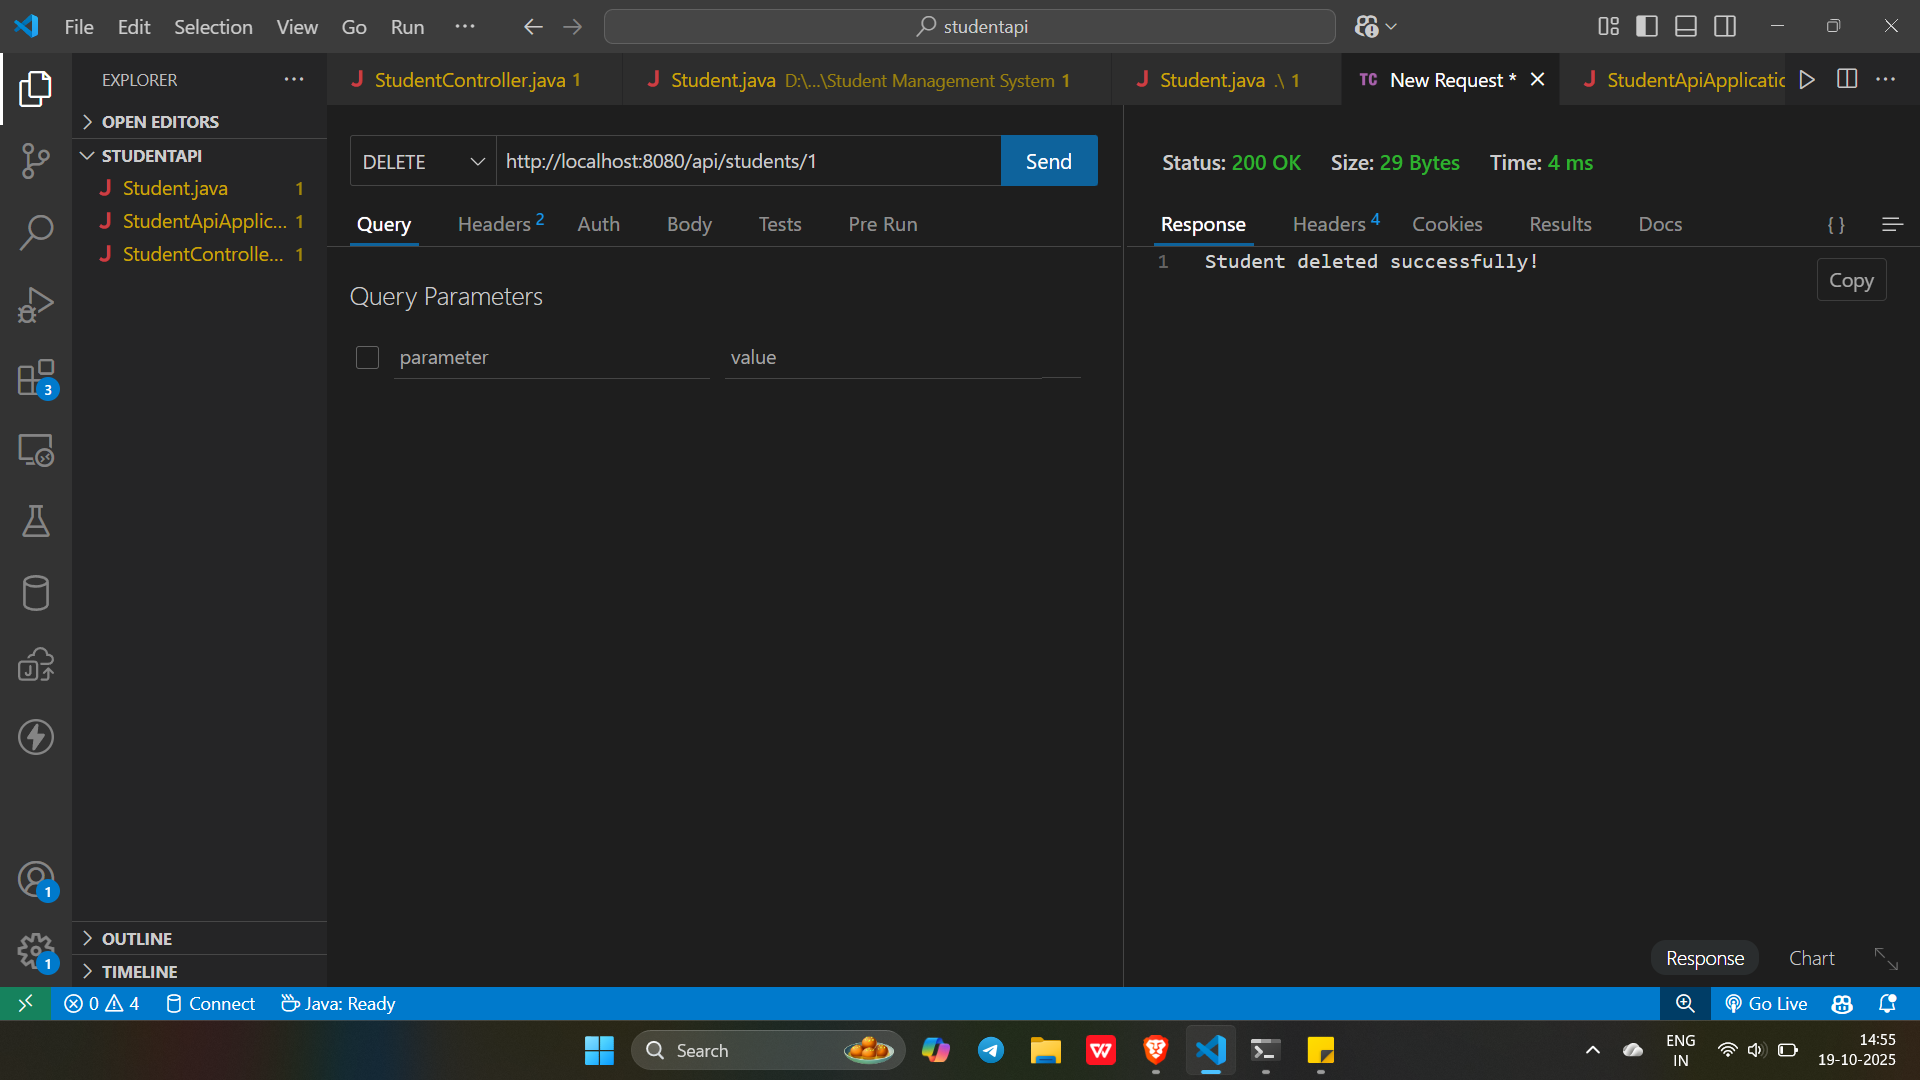 File Edit Selection View Go Run ···
studentapi
EXPLORER ···
StudentController.java 1
Student.java D:\...\Student Management System 1
Student.java .\ 1
TC New Request * 
StudentApiApplicatio
OPEN EDITORS
STUDENTAPI
J Student.java 1
J StudentApiApplic... 1
J StudentControlle... 1
3
1
1
OUTLINE
TIMELINE
DELETE
http://localhost:8080/api/students/1
Send
Query Headers 2 Auth Body Tests Pre Run
Query Parameters
parameter value
Status: 200 OK Size: 29 Bytes Time: 4 ms
Response Headers 4 Cookies Results Docs { }
1 Student deleted successfully!
Copy
Response Chart
0 4 Connect Java: Ready
Go Live
Search
W
ENG
IN
14:55
19-10-2025